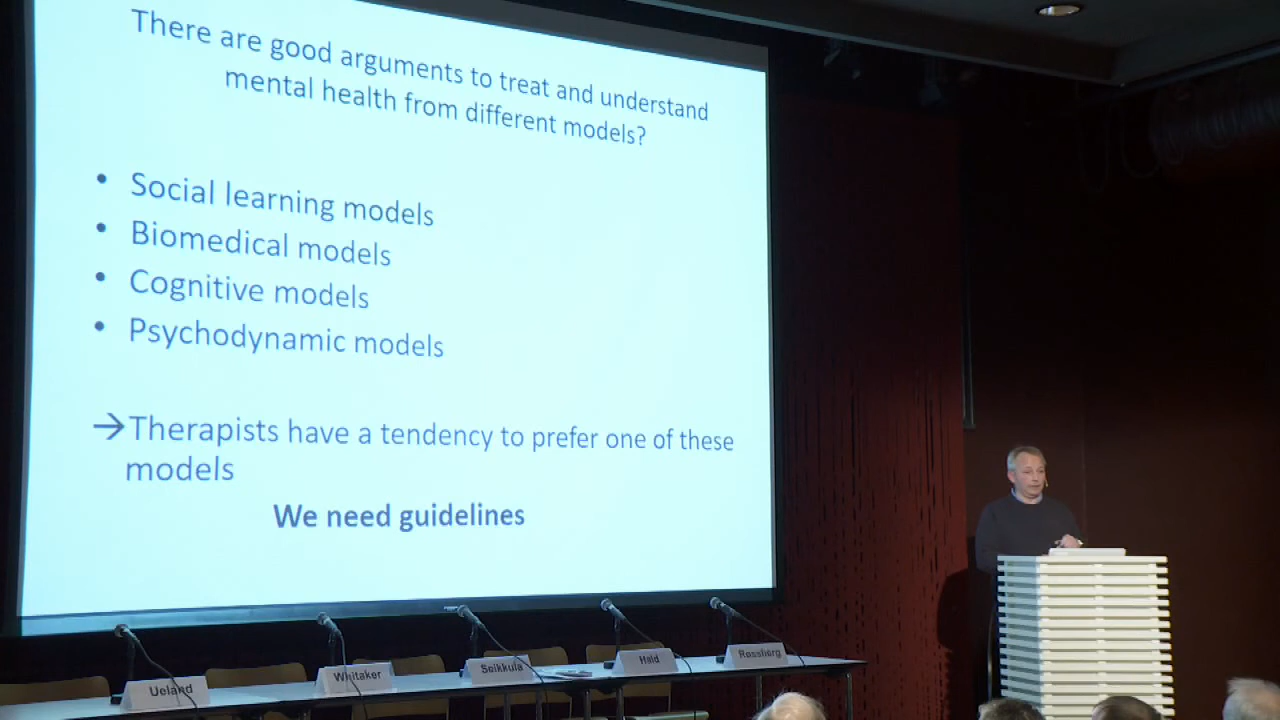 There are good arguments to treat and understand
mental health from different models?
• Social learning models
• Biomedical models
• Cognitive models
• Psychodynamic models
→Therapists have a tendency to prefer one of these
models
We need guidelines
Ueland
Whitaker
Seikkula
Hald
Rossberg